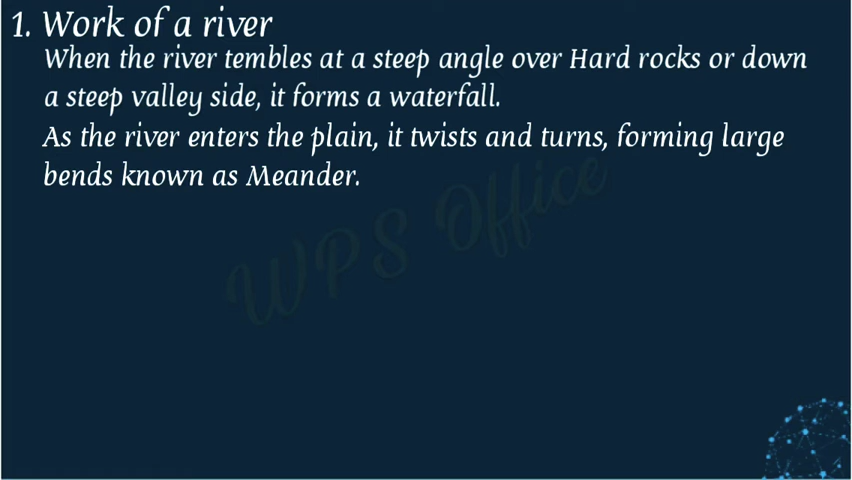 1. Work of a river
When the river tembles at a steep angle over Hard rocks or down
a steep valley side, it forms a waterfall.
As the river enters the plain, it twists and turns, forming large
bends known as Meander.
WPS Office